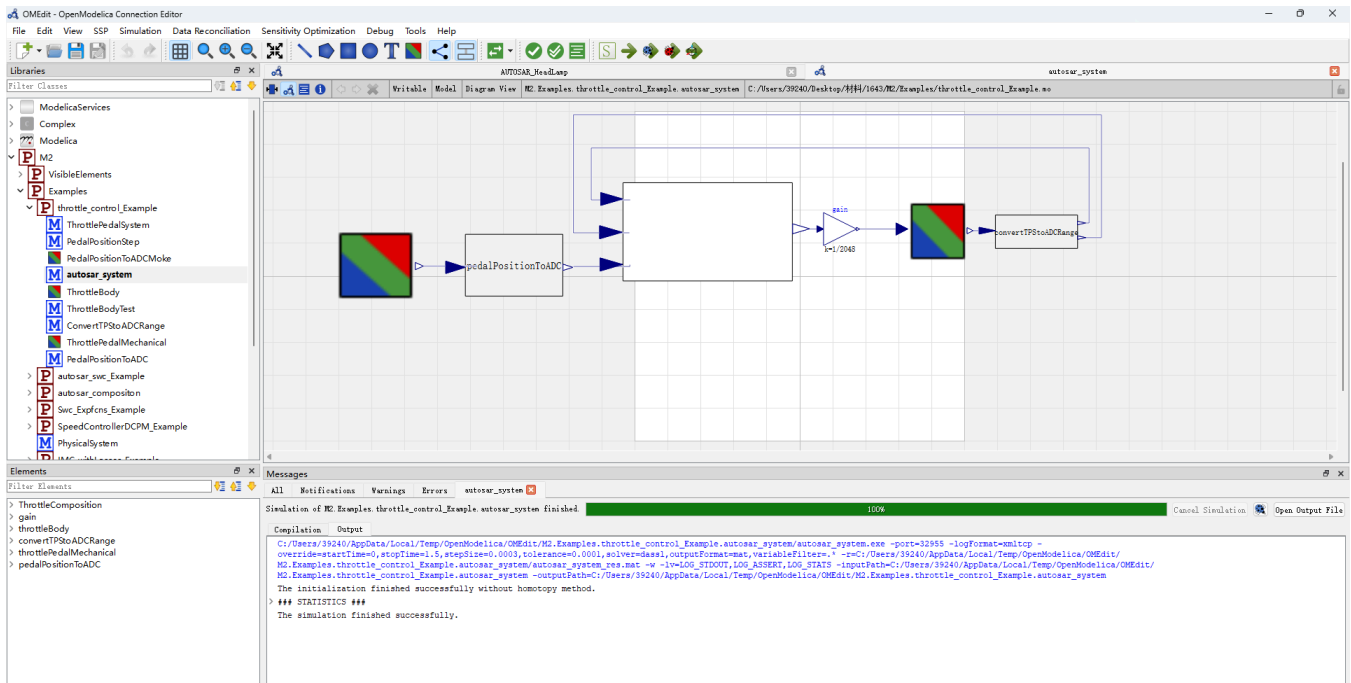 OMEdit - OpenModelica Connection Editor
File Edit View SSP Simulation Data Reconciliation Sensitivity Optimization Debug Tools Help
Libraries
AUTOSAR_HeadLamp
autosar_system
Filter Classes
Writable Model Diagram View M2.Examples.throttle_control_Example.autosar_system C:/Users/39240/Desktop/材料/1643/M2/Examples/throttle_control_Example.mo
ModelicaServices
Complex
Modelica
P M2
P VisibleElements
P Examples
P throttle_control_Example
M ThrottlePedalSystem
M PedalPositionStep
PedalPositionToADCMoke
M autosar_system
ThrottleBody
M ThrottleBodyTest
M ConvertTPStoADCRange
ThrottlePedalMechanical
M PedalPositionToADC
P autosar_swc_Example
P autosar_compositon
P Swc_Expfcns_Example
P SpeedControllerDCPM_Example
M PhysicalSystem
pedalPositionToADC
gain
k=1/2048
convertTPStoADCRange
Elements
Filter Elements
ThrottleComposition
gain
throttleBody
convertTPStoADCRange
throttlePedalMechanical
pedalPositionToADC
Messages
All Notifications Warnings Errors autosar_system
Simulation of M2.Examples.throttle_control_Example.autosar_system finished. 100% Cancel Simulation Open Output File
Compilation Output
C:/Users/39240/AppData/Local/Temp/OpenModelica/OMEdit/M2.Examples.throttle_control_Example.autosar_system/autosar_system.exe -port=32955 -logFormat=xmltcp -
override=startTime=0,stopTime=1.5,stepSize=0.0003,tolerance=0.0001,solver=dassl,outputFormat=mat,variableFilter=.* -r=C:/Users/39240/AppData/Local/Temp/OpenModelica/OMEdit/
M2.Examples.throttle_control_Example.autosar_system/autosar_system_res.mat -w -lv=LOG_STDOUT,LOG_ASSERT,LOG_STATS -inputPath=C:/Users/39240/AppData/Local/Temp/OpenModelica/OMEdit/
M2.Examples.throttle_control_Example.autosar_system -outputPath=C:/Users/39240/AppData/Local/Temp/OpenModelica/OMEdit/M2.Examples.throttle_control_Example.autosar_system
The initialization finished successfully without homotopy method.
### STATISTICS ###
The simulation finished successfully.